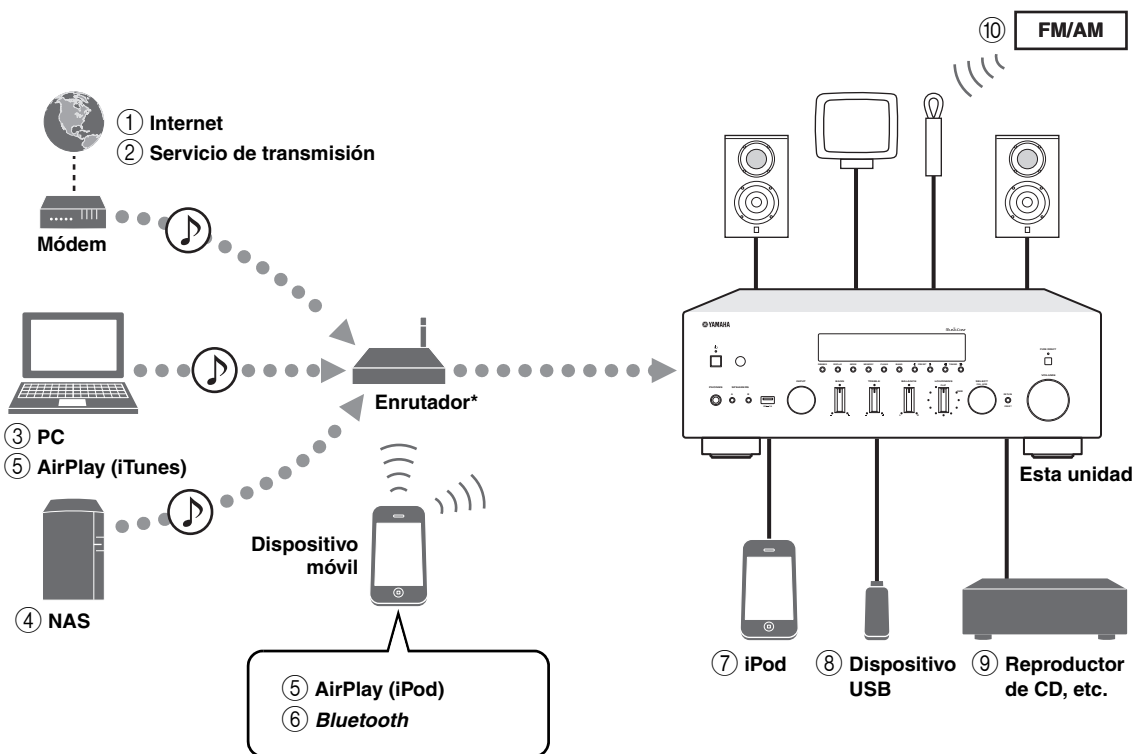 ⑩ FM/AM
① Internet
② Servicio de transmisión
Módem
YAMAHA
Enrutador*
③ PC
⑤ AirPlay (iTunes)
Esta unidad
Dispositivo
móvil
④ NAS
⑤ AirPlay (iPod)
⑥ Bluetooth
⑦ iPod
⑧ Dispositivo
USB
⑨ Reproductor
de CD, etc.